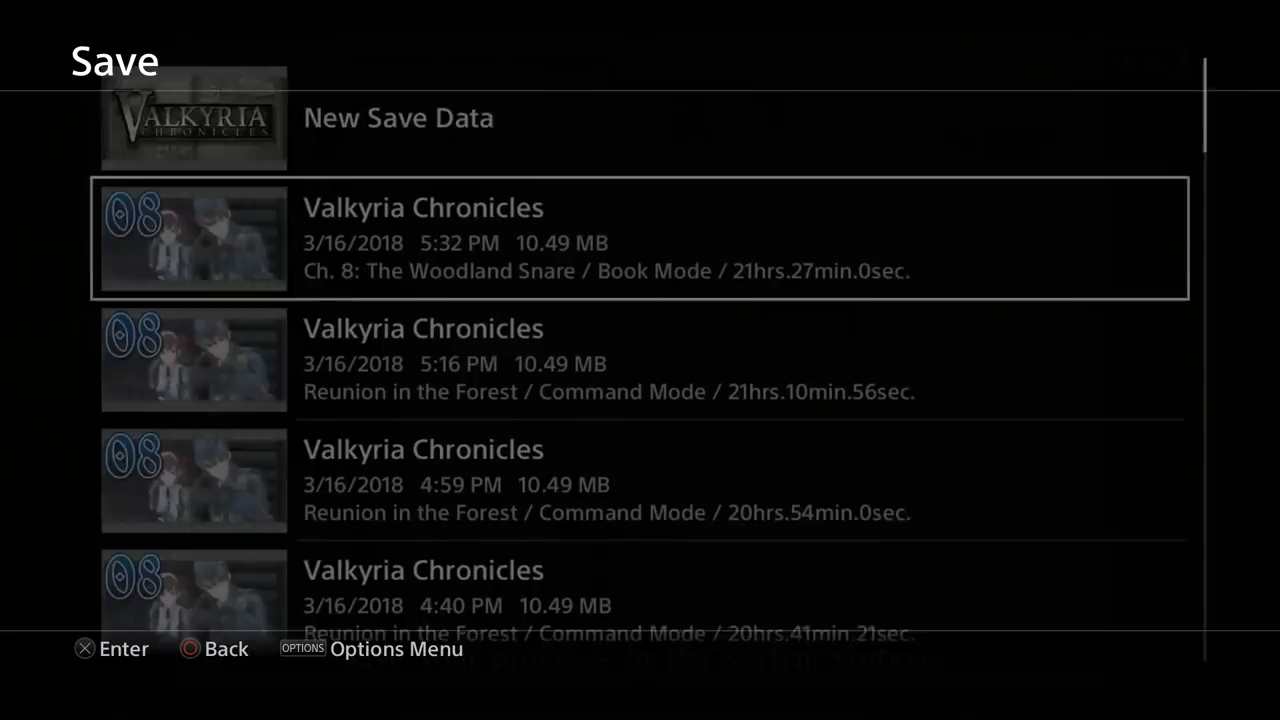 Save
VALKYRIA
CHRONICLES
New Save Data
08
Valkyria Chronicles
3/16/2018 5:32 PM 10.49 MB
Ch. 8: The Woodland Snare / Book Mode / 21hrs.27min.0sec.
08
Valkyria Chronicles
3/16/2018 5:16 PM 10.49 MB
Reunion in the Forest / Command Mode / 21hrs.10min.56sec.
08
Valkyria Chronicles
3/16/2018 4:59 PM 10.49 MB
Reunion in the Forest / Command Mode / 20hrs.54min.0sec.
08
Valkyria Chronicles
3/16/2018 4:40 PM 10.49 MB
Reunion in the Forest / Command Mode / 20hrs.41min.21sec.
Enter Back OPTIONS Options Menu